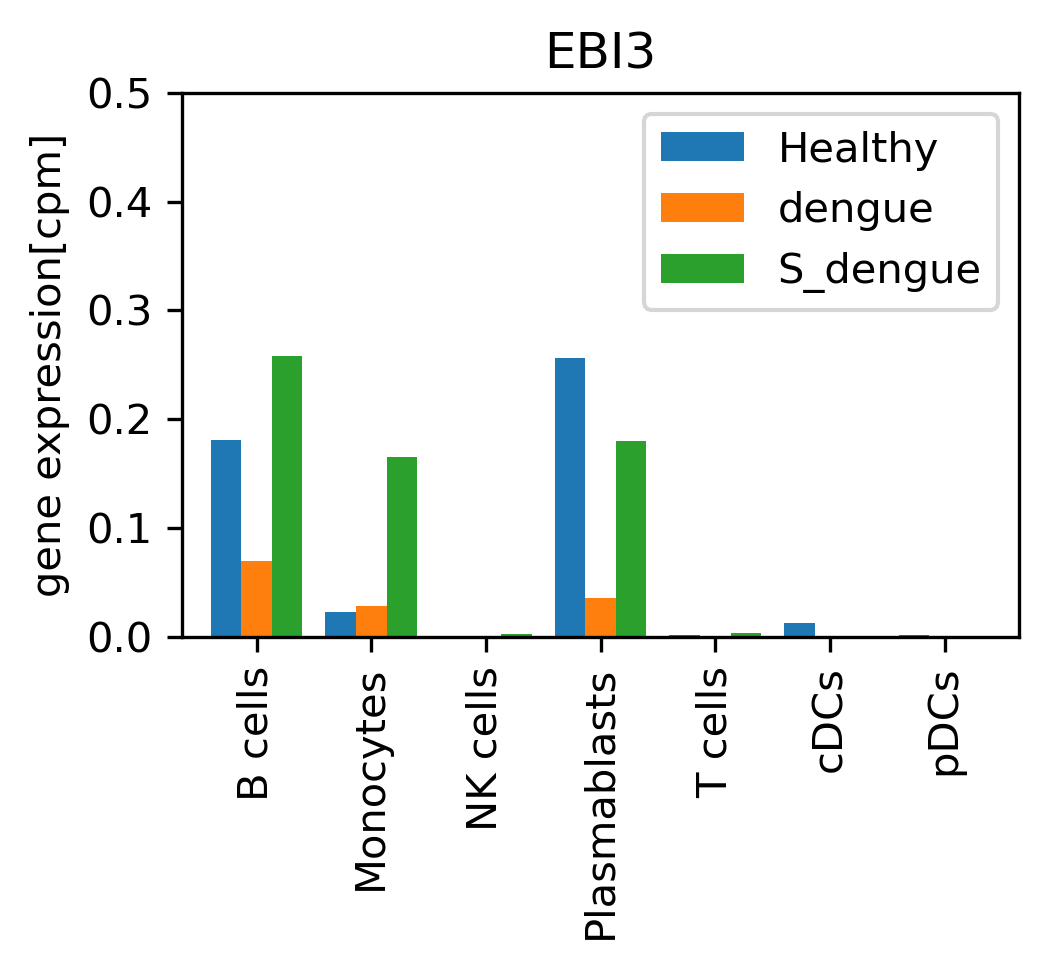 EBI3
gene expression[cpm]
0.5
0.4
0.3
0.2
0.1
0.0
Healthy
dengue
S_dengue
B cells
Monocytes
NK cells
Plasmablasts
T cells
cDCs
pDCs